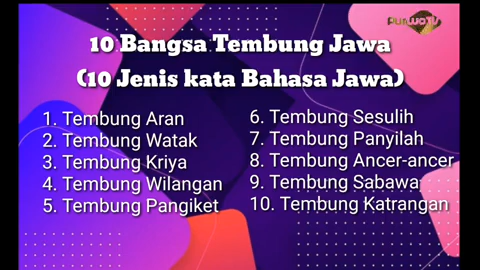 PURWO TV
10 Bangsa Tembung Jawa
(10 Jenis kata Bahasa Jawa)
1. Tembung Aran
2. Tembung Watak
3. Tembung Kriya
4. Tembung Wilangan
5. Tembung Pangiket
6. Tembung Sesulih
7. Tembung Panyilah
8. Tembung Ancer-ancer
9. Tembung Sabawa
10. Tembung Katrangan